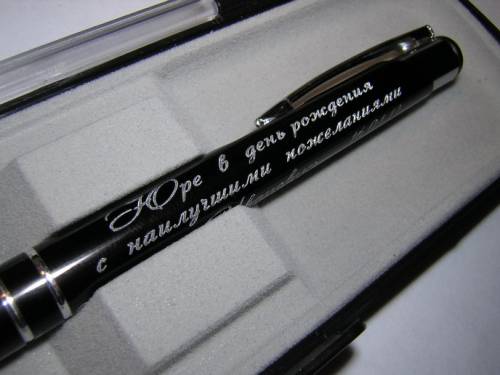 Юре в день рождения
с наилучшими пожеланиями